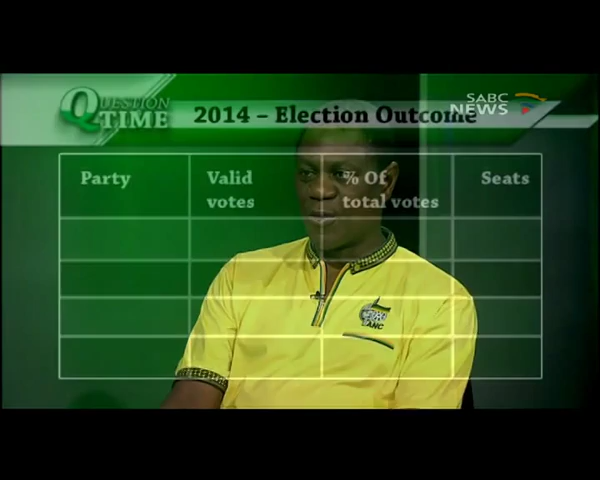 QUESTION TIME
2014 – Election Outcome
SABC NEWS
Party
Valid votes
% Of total votes
Seats
ANC